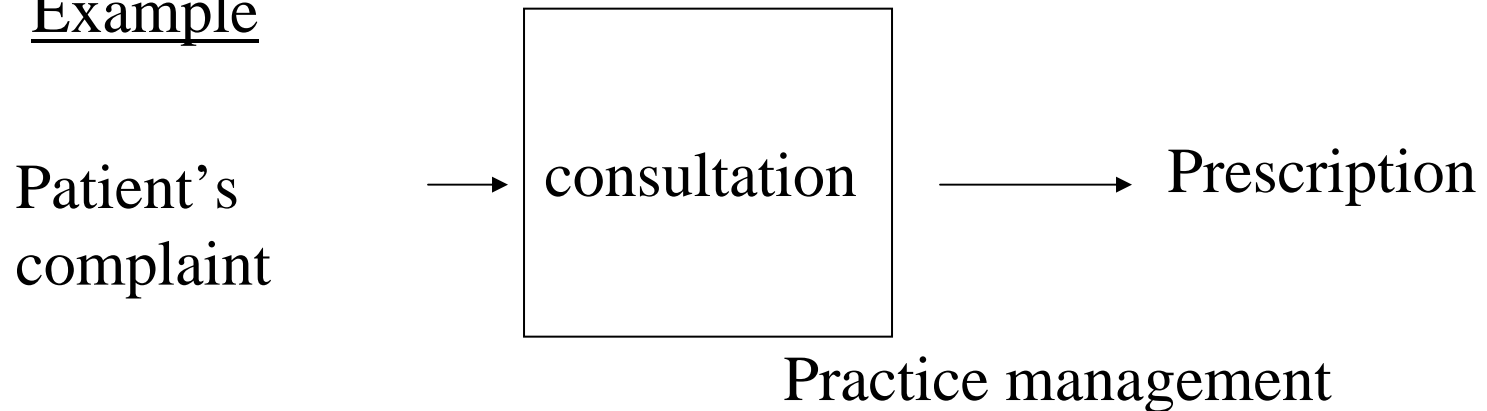 Example
Patient’s
complaint
consultation
Prescription
Practice management